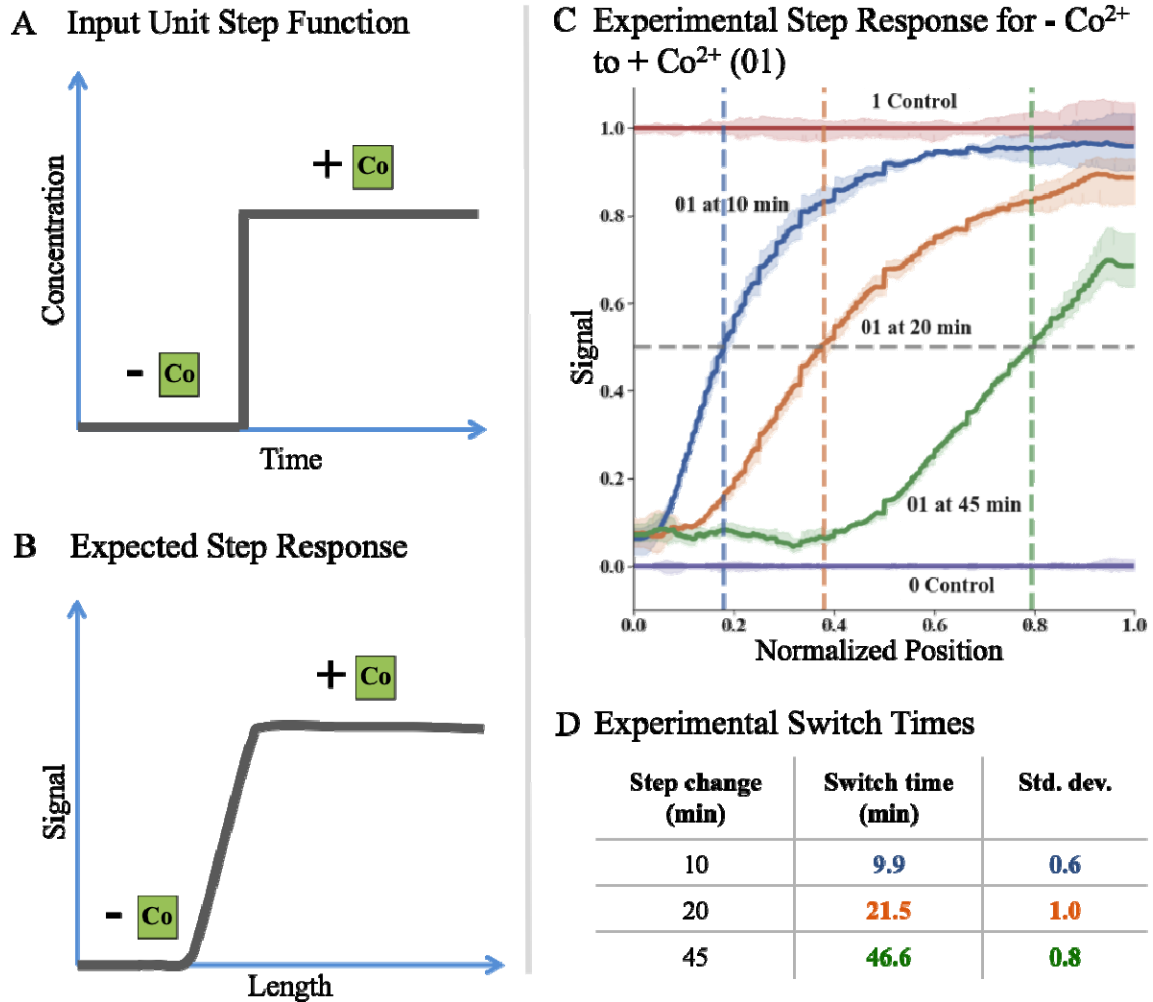 A Input Unit Step Function
Concentration
+ Co
- Co
Time
B Expected Step Response
Signal
+ Co
- Co
Length
C Experimental Step Response for - Co²⁺
to + Co²⁺ (01)
Signal
1.0
0.8
0.6
0.4
0.2
0.0
1 Control
01 at 10 min
01 at 20 min
01 at 45 min
0 Control
0.0 0.2 0.4 0.6 0.8 1.0
Normalized Position
D Experimental Switch Times
Step change Switch time Std. dev.
(min) (min)
10 9.9 0.6
20 21.5 1.0
45 46.6 0.8